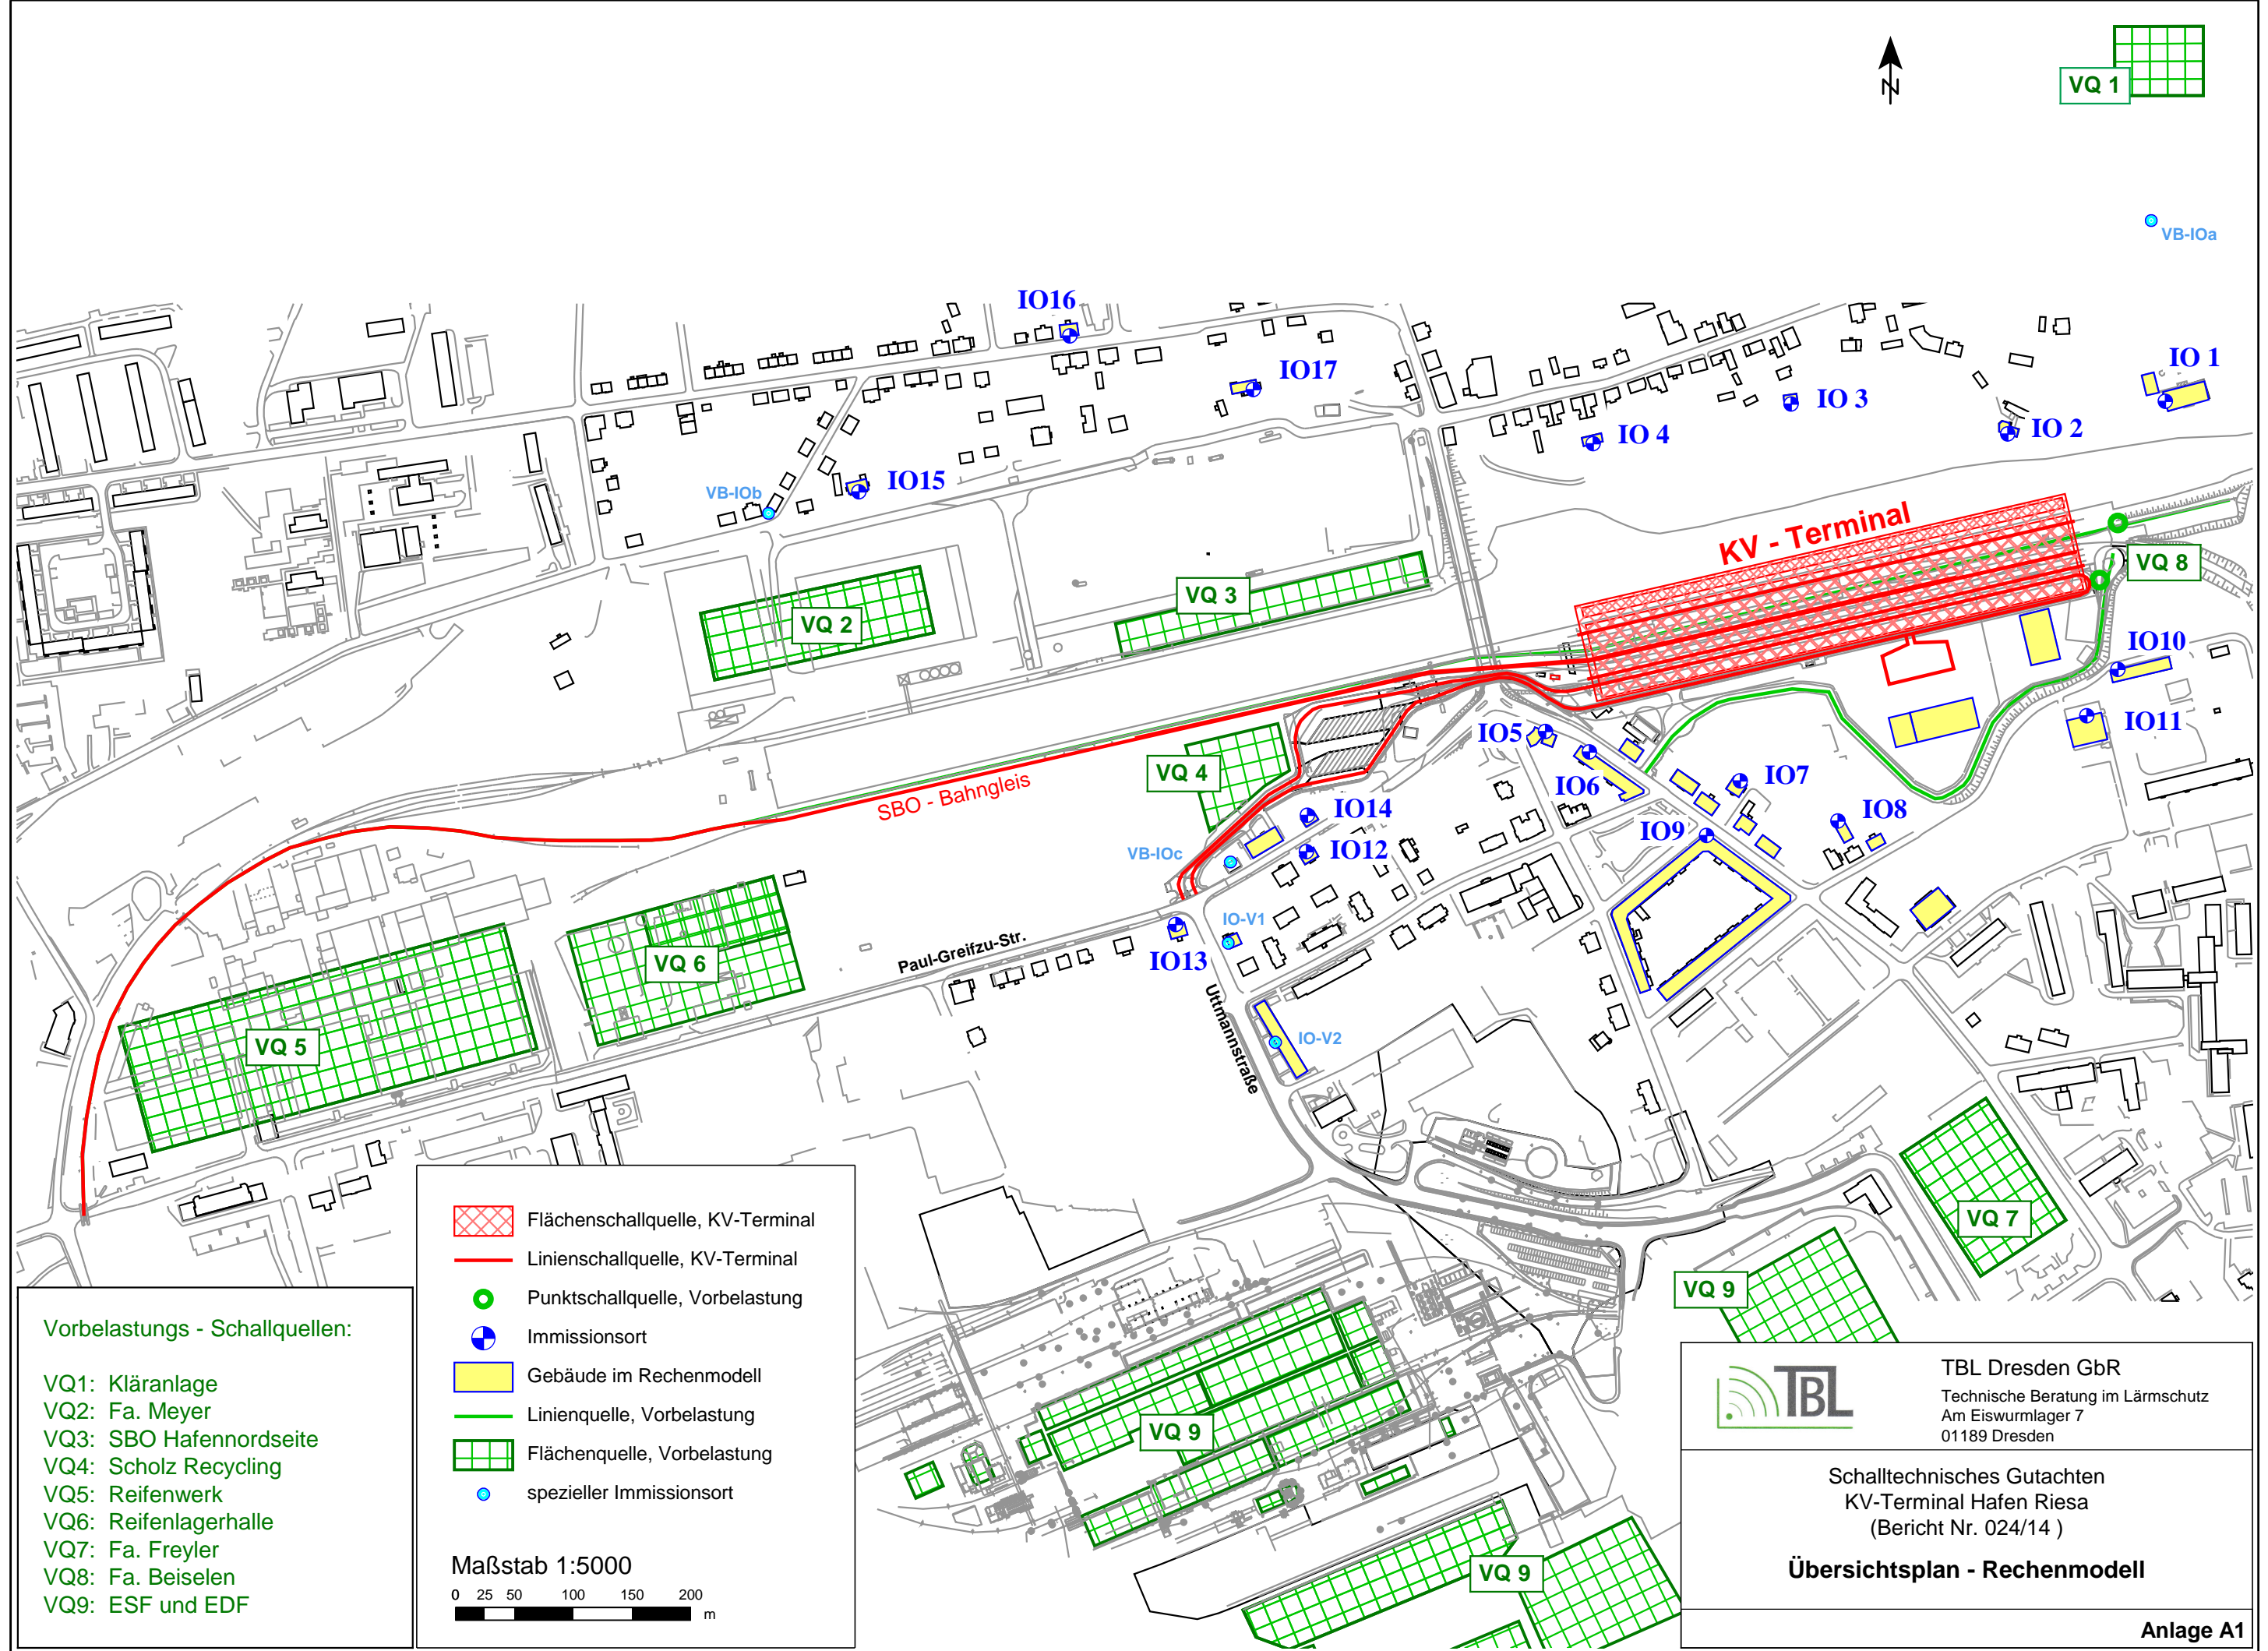 N
VQ 1
VB-IOa
IO16
IO17
IO 1
IO 3
IO 2
IO 4
IO15
VB-IOb
KV - Terminal
VQ 8
VQ 3
VQ 2
IO10
IO11
IO5
VQ 4
SBO - Bahngleis
IO6
IO7
IO14
IO8
IO9
VB-IOc
IO12
IO-V1
Paul-Greifzu-Str.
IO13
VQ 6
Uttmannstraße
IO-V2
VQ 5
VQ 7
VQ 9
VQ 9
VQ 9
Flächenschallquelle, KV-Terminal
Linienschallquelle, KV-Terminal
Punktschallquelle, Vorbelastung
Immissionsort
Gebäude im Rechenmodell
Linienquelle, Vorbelastung
Flächenquelle, Vorbelastung
spezieller Immissionsort
Maßstab 1:5000
0 25 50 100 150 200
m
Vorbelastungs - Schallquellen:
VQ1: Kläranlage
VQ2: Fa. Meyer
VQ3: SBO Hafennordseite
VQ4: Scholz Recycling
VQ5: Reifenwerk
VQ6: Reifenlagerhalle
VQ7: Fa. Freyler
VQ8: Fa. Beiselen
VQ9: ESF und EDF
TBL
TBL Dresden GbR
Technische Beratung im Lärmschutz
Am Eiswurmlager 7
01189 Dresden
Schalltechnisches Gutachten
KV-Terminal Hafen Riesa
(Bericht Nr. 024/14 )
Übersichtsplan - Rechenmodell
Anlage A1